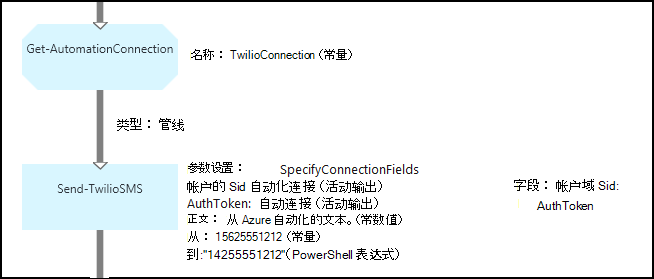 Get-AutomationConnection
名称： TwilioConnection (常量)
类型： 管线
Send-TwilioSMS
参数设置： SpecifyConnectionFields
帐户的 Sid 自动化连接 (活动输出)
AuthToken: 自动连接 (活动输出)
正文： 从 Azure 自动化的文本。(常数值)
从： 15625551212 (常量)
到:"14255551212"(PowerShell 表达式)
字段： 帐户域 Sid:
AuthToken